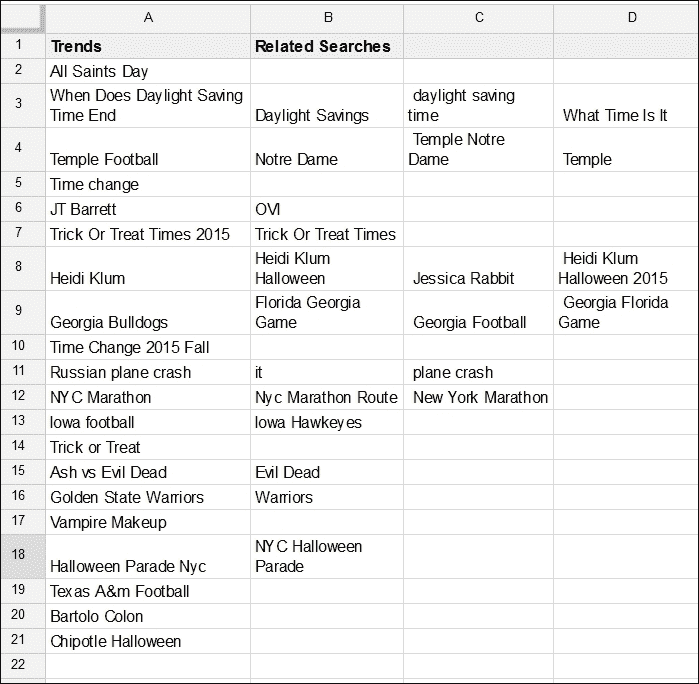 A B C D
1 Trends Related Searches
2 All Saints Day
When Does Daylight Saving daylight saving
3 Time End Daylight Savings time What Time Is It
Temple Notre
4 Temple Football Notre Dame Dame Temple
5 Time change
6 JT Barrett OVI
7 Trick Or Treat Times 2015 Trick Or Treat Times
Heidi Klum Heidi Klum
8 Heidi Klum Halloween Jessica Rabbit Halloween 2015
Florida Georgia Georgia Florida
9 Georgia Bulldogs Game Georgia Football Game
10 Time Change 2015 Fall
11 Russian plane crash it plane crash
12 NYC Marathon Nyc Marathon Route New York Marathon
13 Iowa football Iowa Hawkeyes
14 Trick or Treat
15 Ash vs Evil Dead Evil Dead
16 Golden State Warriors Warriors
17 Vampire Makeup
NYC Halloween
18 Halloween Parade Nyc Parade
19 Texas A&m Football
20 Bartolo Colon
21 Chipotle Halloween
22